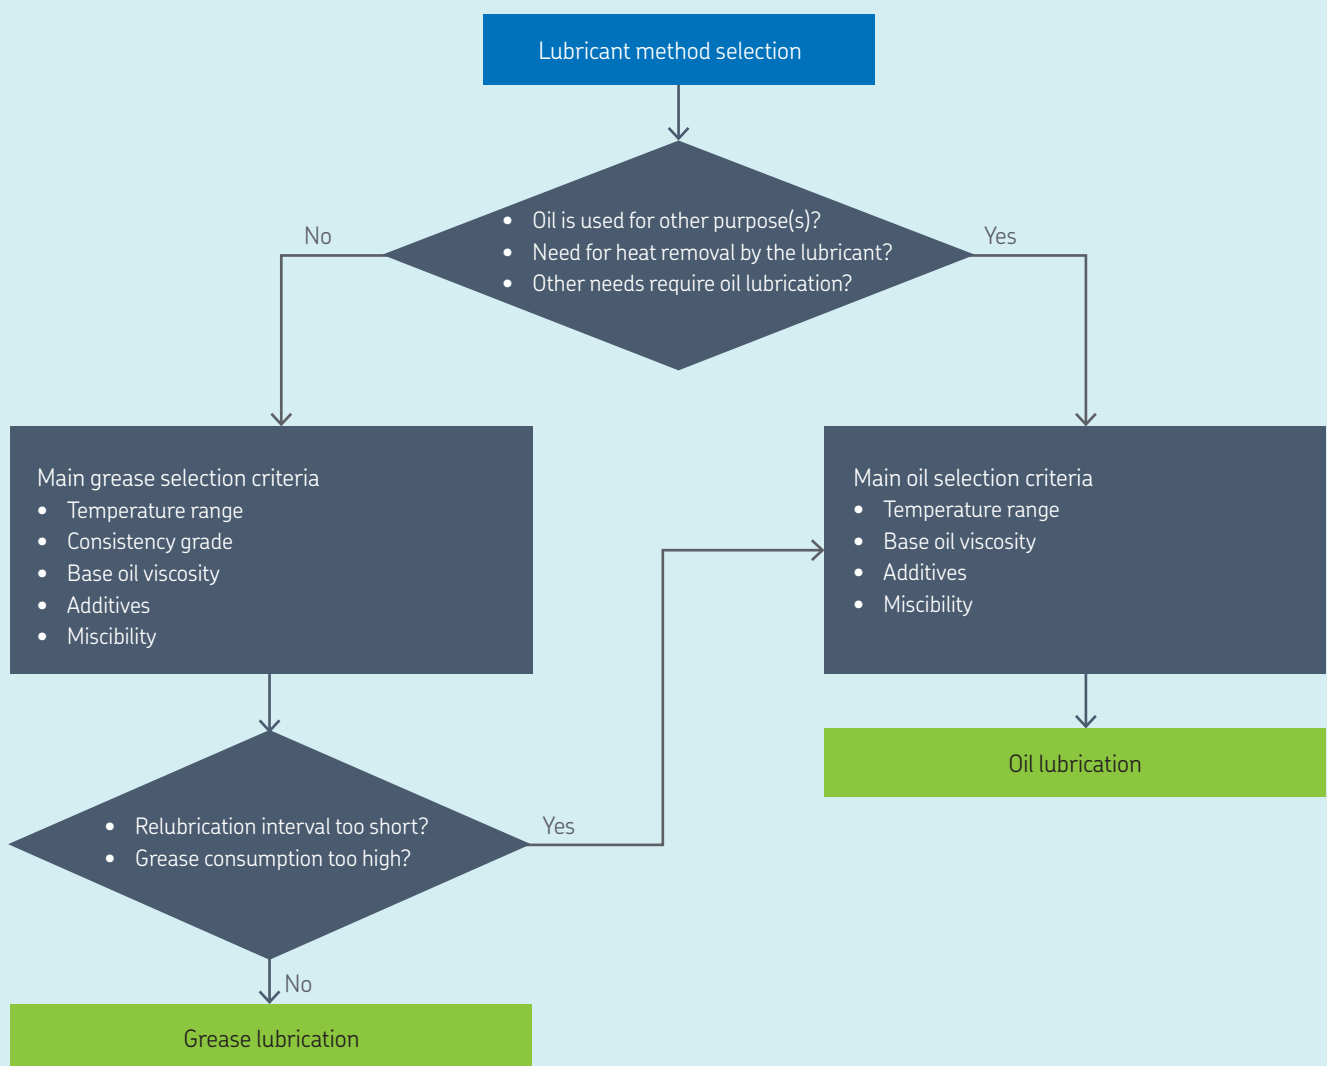 Lubricant method selection
• Oil is used for other purpose(s)?
• Need for heat removal by the lubricant?
• Other needs require oil lubrication?
No
Yes
Main grease selection criteria
• Temperature range
• Consistency grade
• Base oil viscosity
• Additives
• Miscibility
Main oil selection criteria
• Temperature range
• Base oil viscosity
• Additives
• Miscibility
Oil lubrication
• Relubrication interval too short?
• Grease consumption too high?
Yes
No
Grease lubrication